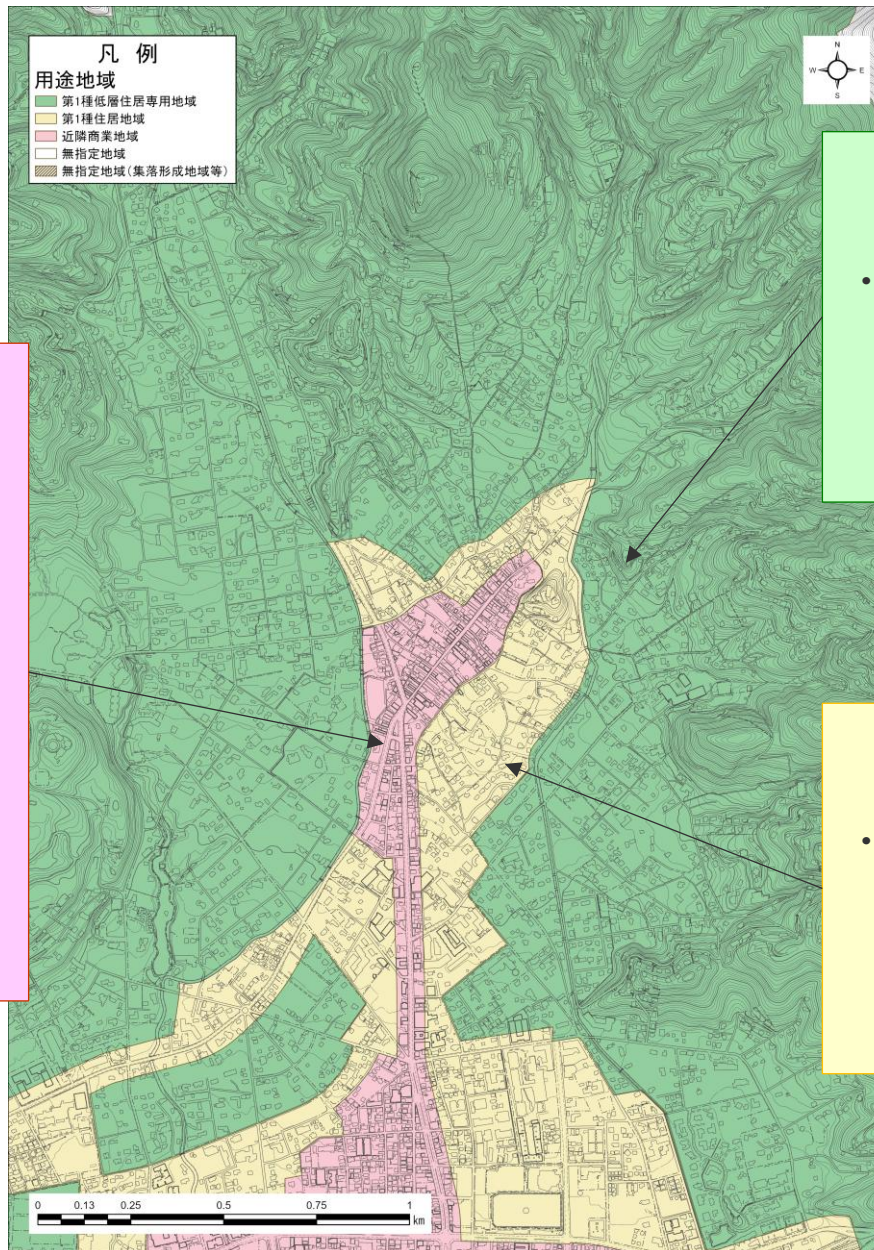 凡 例
用途地域
第1種低層住居専用地域
第1種住居地域
近隣商業地域
無指定地域
無指定地域(集落形成地域等)
N
W E
S
•
•
0 0.13 0.25 0.5 0.75 1
km